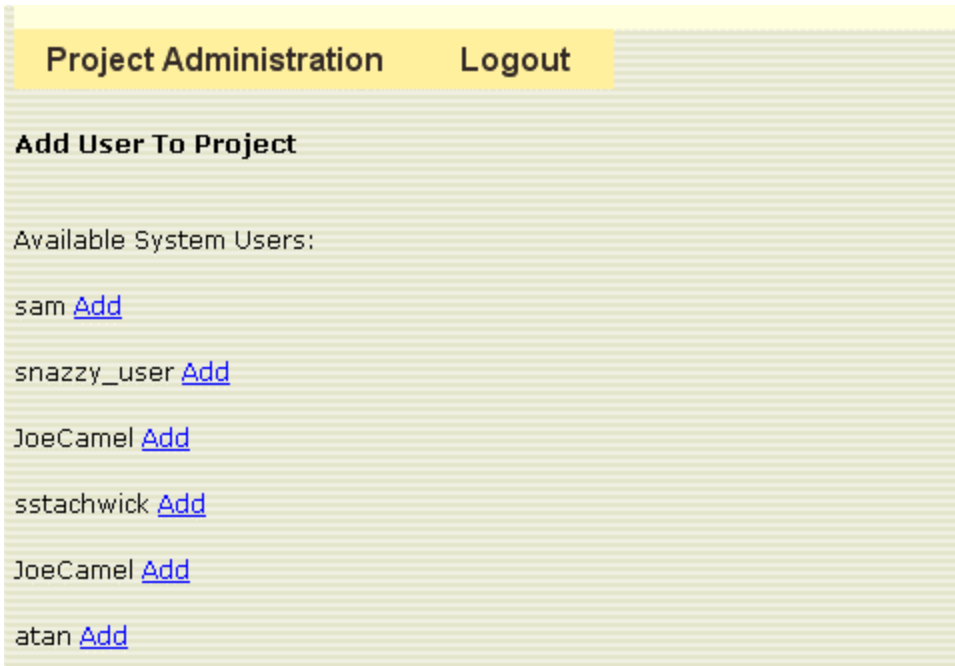 Project Administration Logout
Add User To Project
Available System Users:
sam Add
snazzy_user Add
JoeCamel Add
sstachwick Add
JoeCamel Add
atan Add